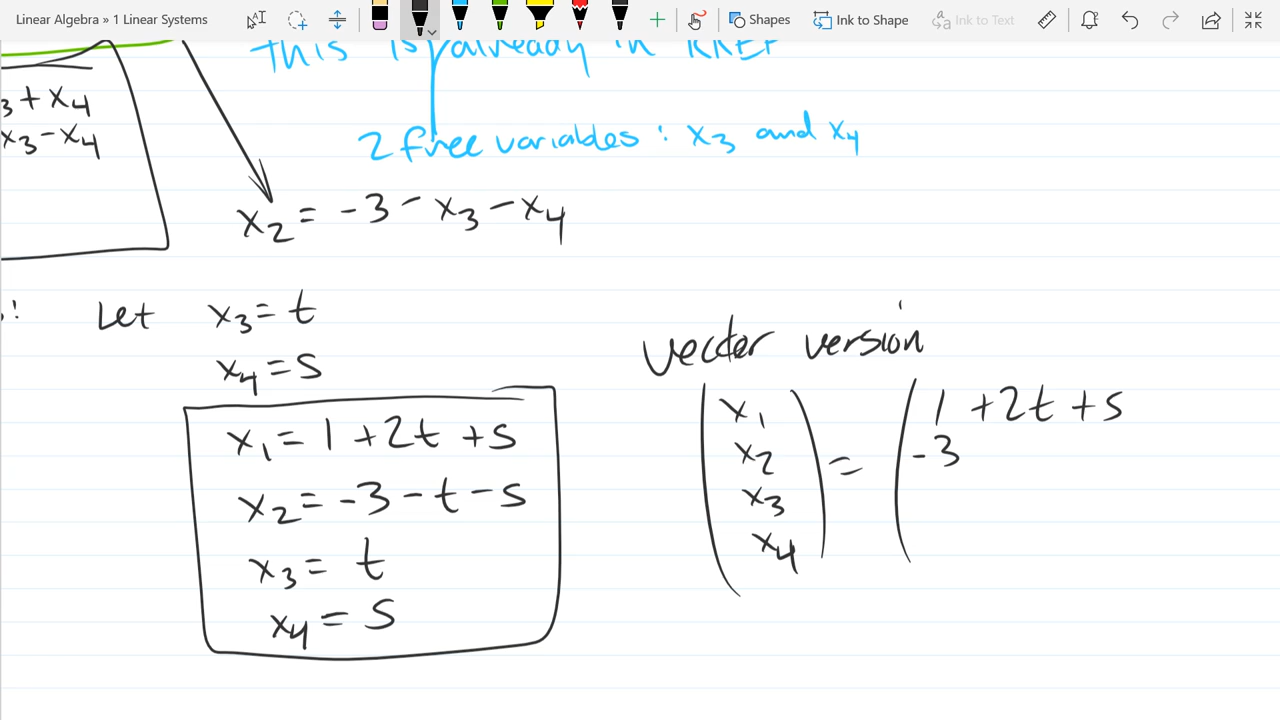 Linear Algebra » 1 Linear Systems
Shapes
Ink to Shape
Ink to Text
this is already in RREF
3 + x4
x3 - x4
2 free variables : x3 and x4
x2 = -3 - x3 - x4
Let x3 = t
x4 = s
x1 = 1 + 2t + s
x2 = -3 - t - s
x3 = t
x4 = s
vector version
x1 = 1 + 2t + s
x2 -3
x3
x4